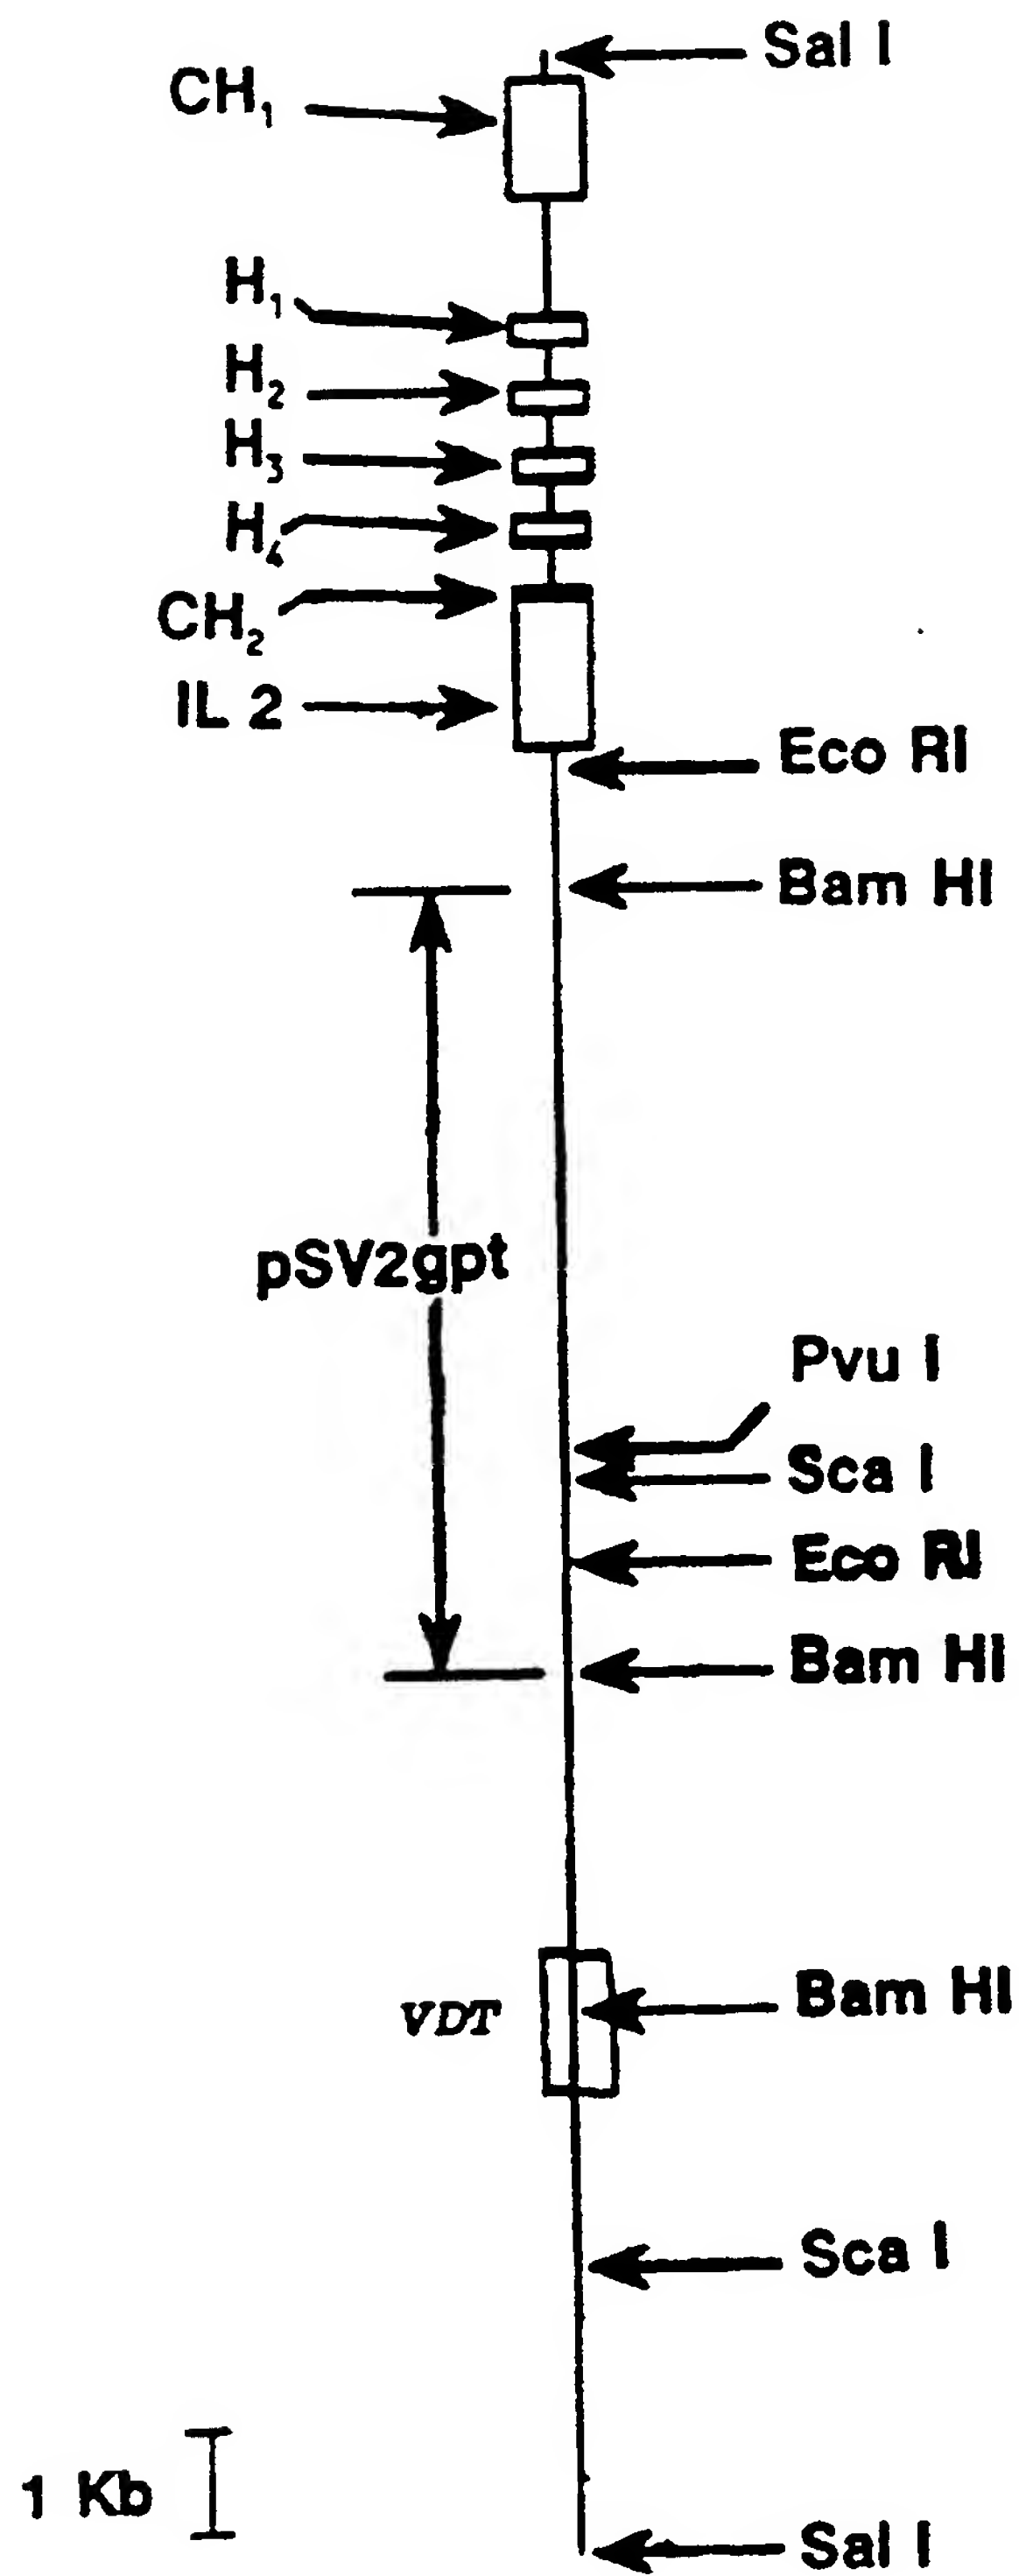 Sal I
CH₁
H₁
H₂
H₃
H₄
CH₂
IL 2
Eco RI
Bam HI
pSV2gpt
Pvu I
Sca I
Eco RI
Bam HI
VDT
Bam HI
Sca I
1 Kb
Sal I